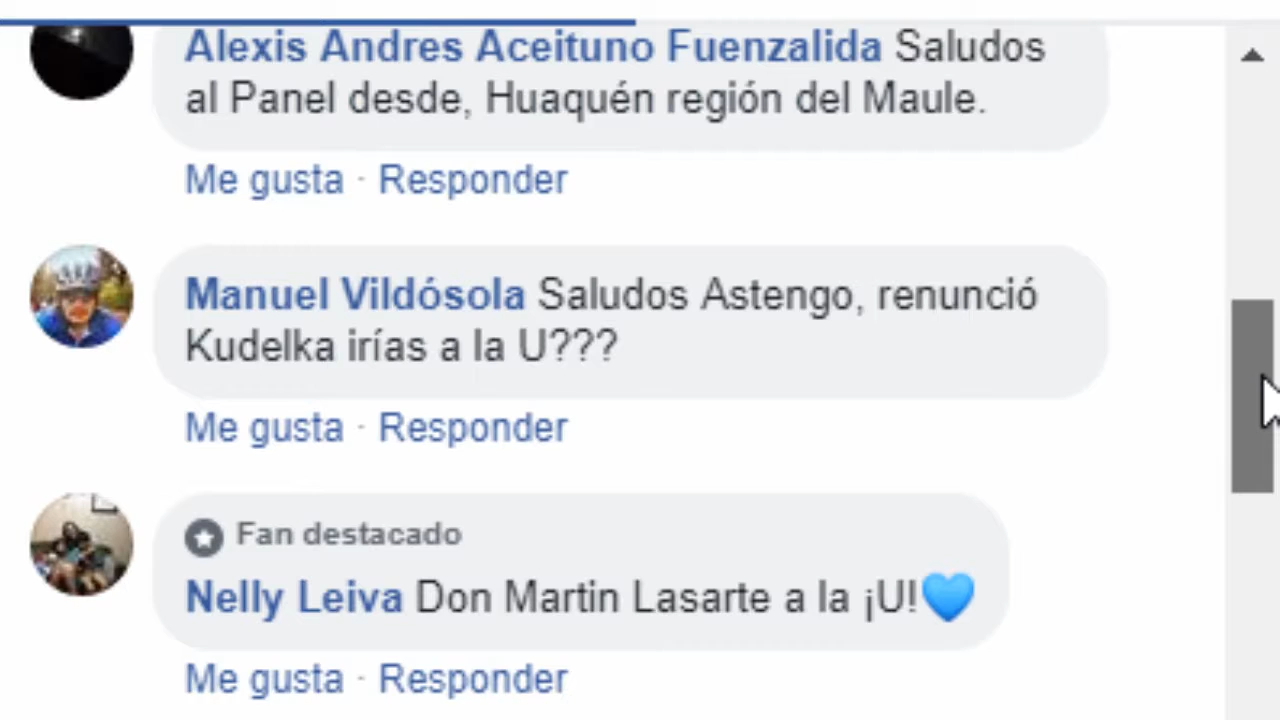 Alexis Andres Aceituno Fuenzalida Saludos
al Panel desde, Huaquén región del Maule.
Me gusta · Responder
Manuel Vildósola Saludos Astengo, renunció
Kudelka irías a la U???
Me gusta · Responder
Fan destacado
Nelly Leiva Don Martin Lasarte a la ¡U!💙
Me gusta · Responder